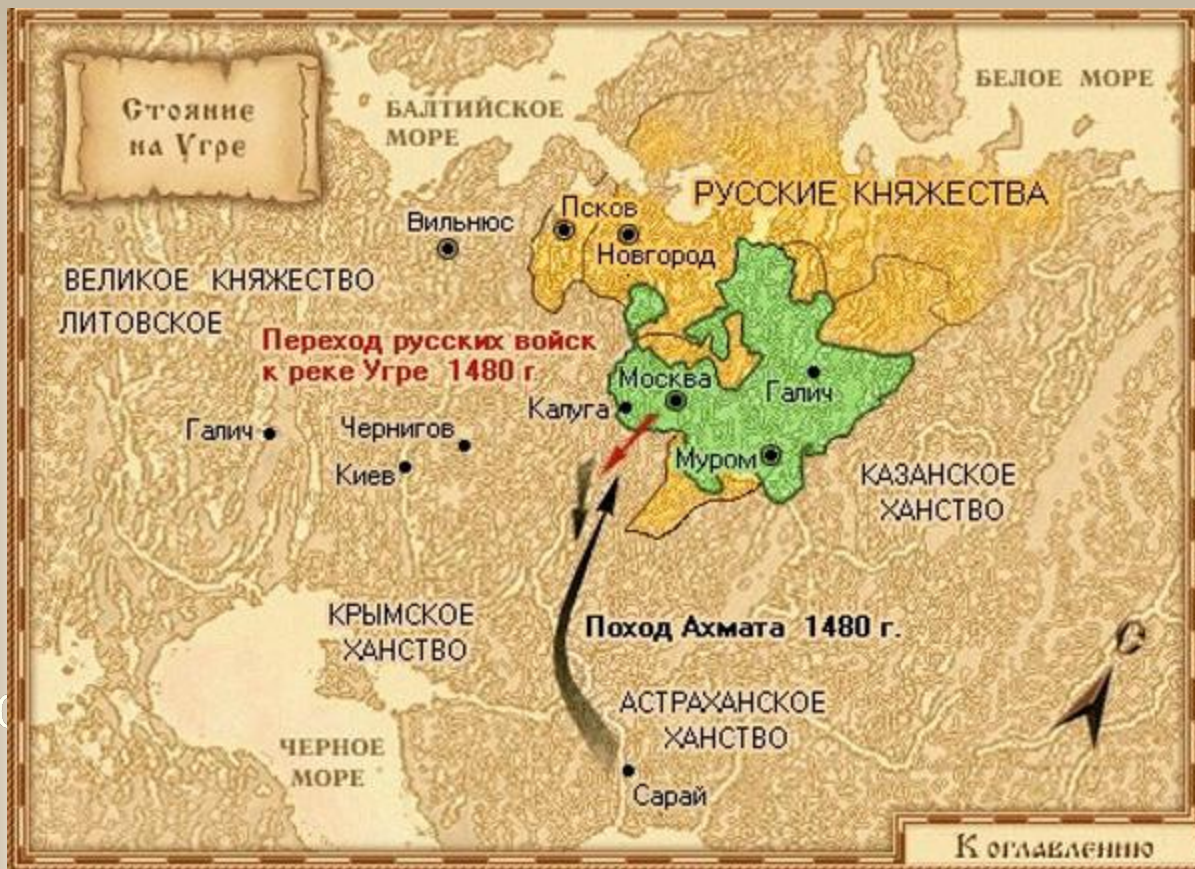 Стояние
на Угре
БАЛТИЙСКОЕ
МОРЕ
БЕЛОЕ МОРЕ
РУССКИЕ КНЯЖЕСТВА
Псков
Вильнюс
Новгород
ВЕЛИКОЕ КНЯЖЕСТВО
ЛИТОВСКОЕ
Переход русских войск
к реке Угре 1480 г.
Москва
Галич
Калуга
Галич
Чернигов
Киев
Муром
КАЗАНСКОЕ
ХАНСТВО
КРЫМСКОЕ
ХАНСТВО
Поход Ахмата 1480 г.
С
АСТРАХАНСКОЕ
ХАНСТВО
ЧЕРНОЕ
МОРЕ
Сарай
К оглавлению